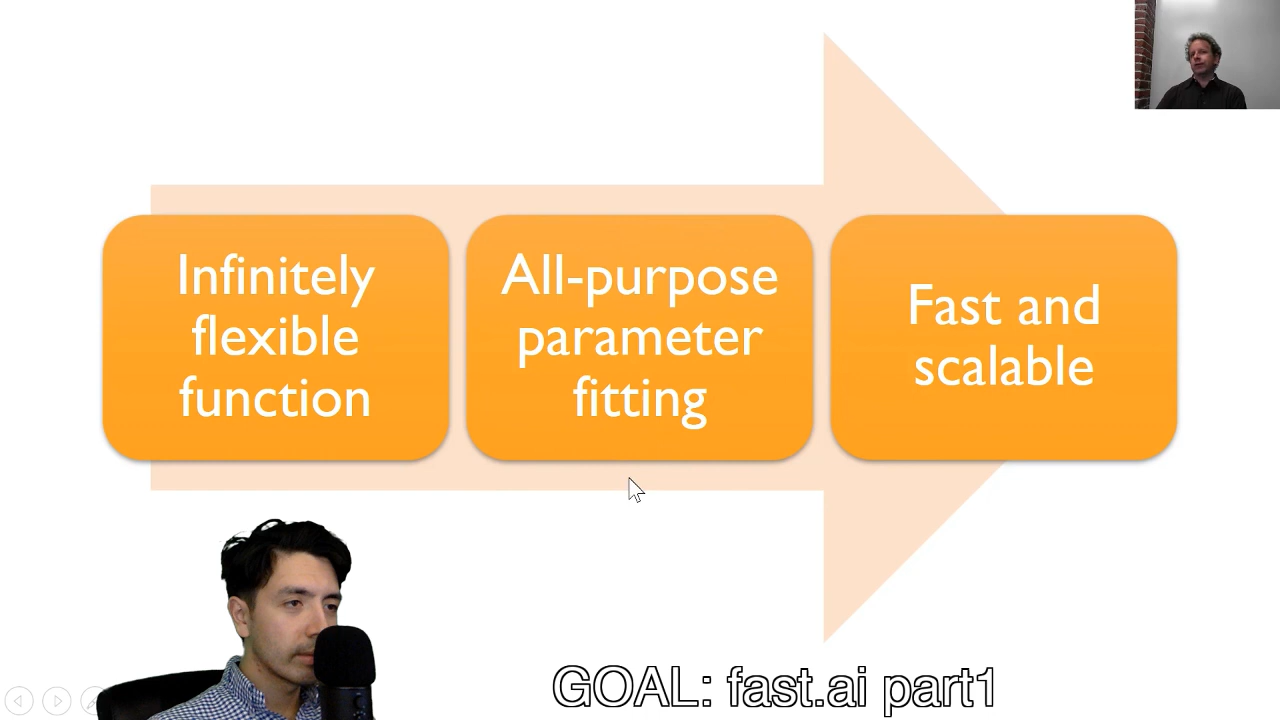 Infinitely
flexible
function
All-purpose
parameter
fitting
Fast and
scalable
GOAL: fast.ai part1